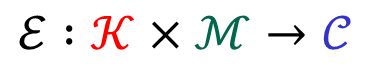 ℰ : 𝒦 × ℳ → 𝒞